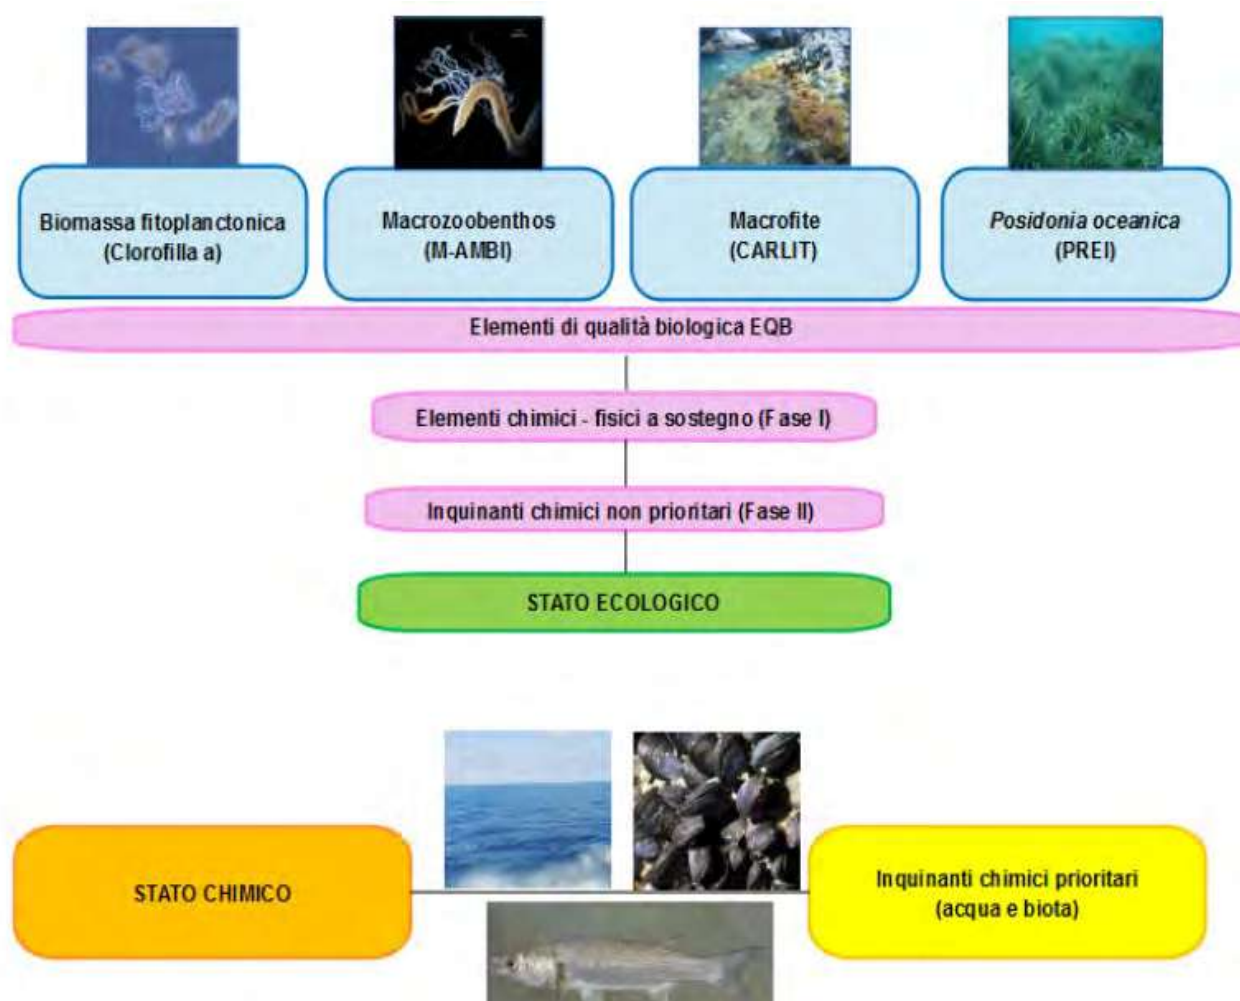 Biomassa fitoplanctonica
(Clorofilla a)
Macrozoobenthos
(M-AMBI)
Macrofite
(CARLIT)
Posidonia oceanica
(PREI)
Elementi di qualità biologica EQB
Elementi chimici - fisici a sostegno (Fase I)
Inquinanti chimici non prioritari (Fase II)
STATO ECOLOGICO
STATO CHIMICO
Inquinanti chimici prioritari
(acqua e biota)